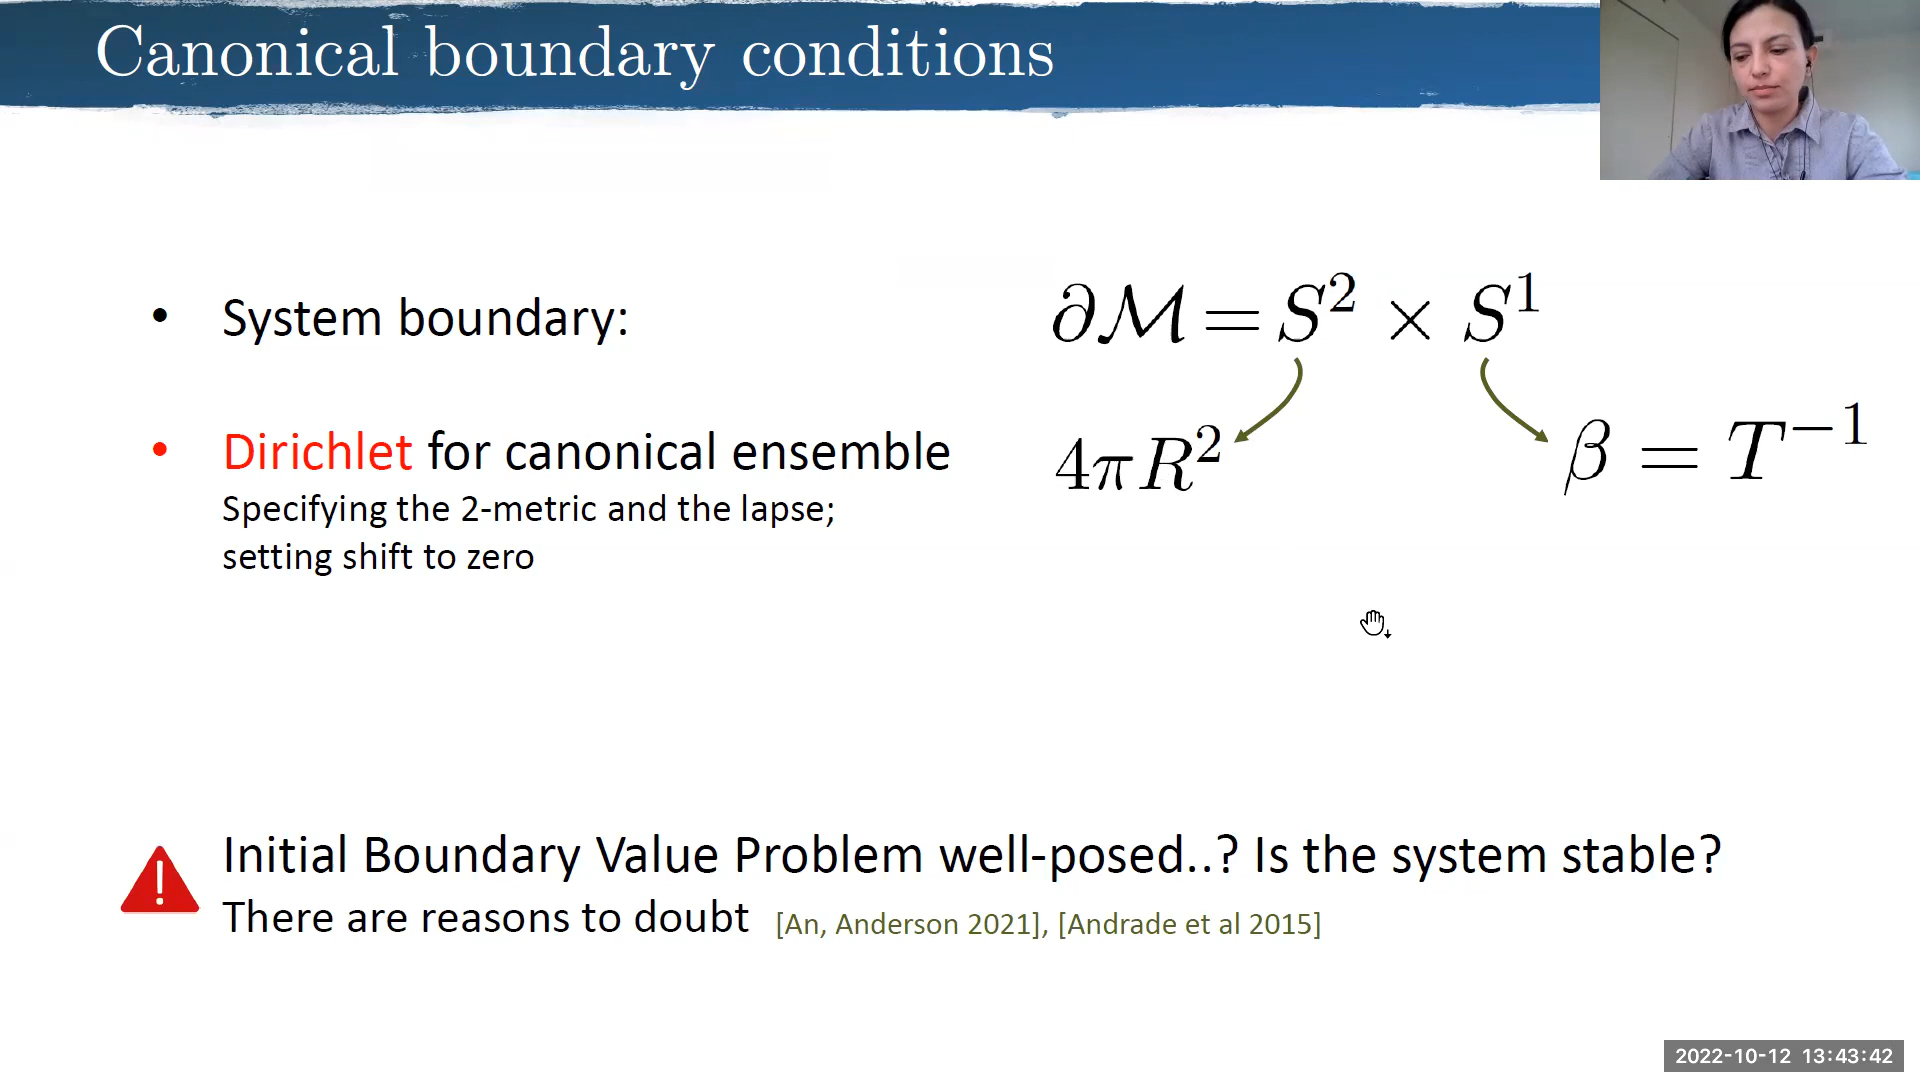 Canonical boundary conditions
• System boundary:
∂ℳ = S² × S¹
• Dirichlet for canonical ensemble
4πR²
β = T⁻¹
Specifying the 2-metric and the lapse;
setting shift to zero
Initial Boundary Value Problem well-posed..? Is the system stable?
There are reasons to doubt [An, Anderson 2021], [Andrade et al 2015]
2022-10-12 13:43:42